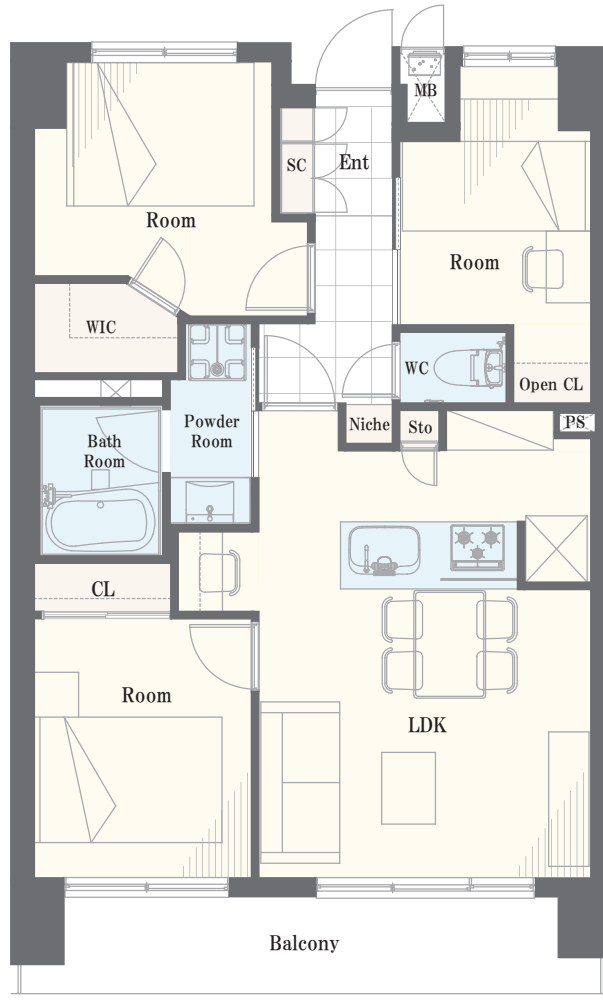 MB
SC
Ent
Room
Room
WIC
WC
Open CL
Powder
Room
Niche
Sto
PS
Bath
Room
CL
Room
LDK
Balcony